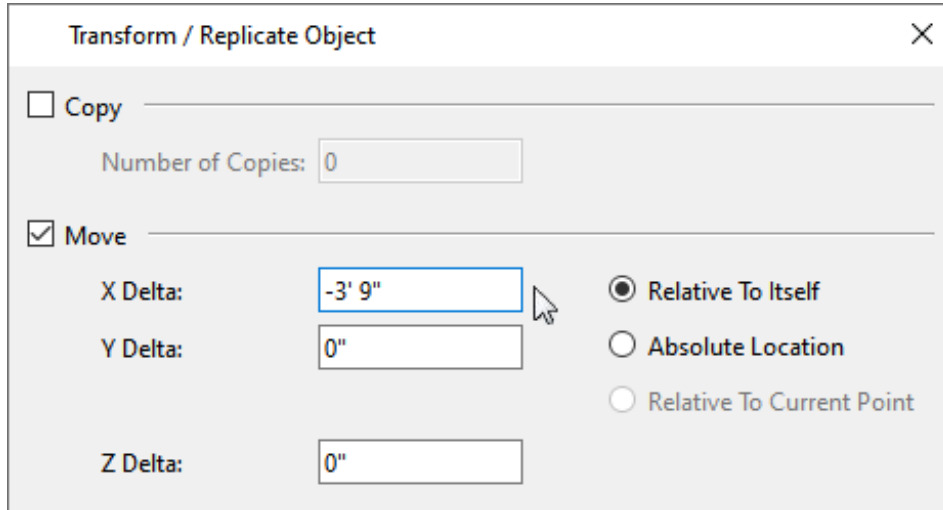 Transform / Replicate Object
Copy
Number of Copies: 0
Move
X Delta: -3' 9" Relative To Itself
Y Delta: 0" Absolute Location
Relative To Current Point
Z Delta: 0"